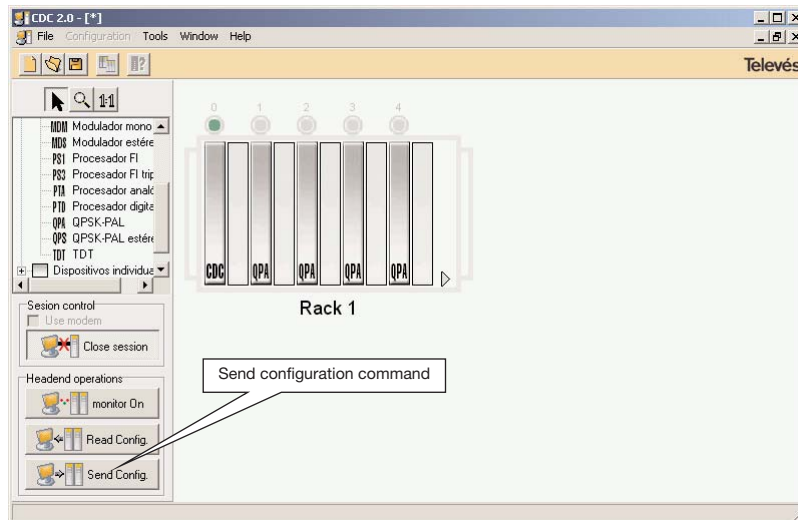 CDC 2.0 - [*]
File Configuration Tools Window Help
Televés
1:1
0 1 2 3 4
MDM Modulador mono
MDS Modulador estére
PS1 Procesador FI
PS3 Procesador FI trip
PTA Procesador analó
PTD Procesador digita
QPA QPSK-PAL
QPS QPSK-PAL estére
TDT TDT
Dispositivos individua
CDC QPA QPA QPA QPA
Rack 1
Sesion control
Use modem
Close session
Send configuration command
Headend operations
monitor On
Read Config.
Send Config.